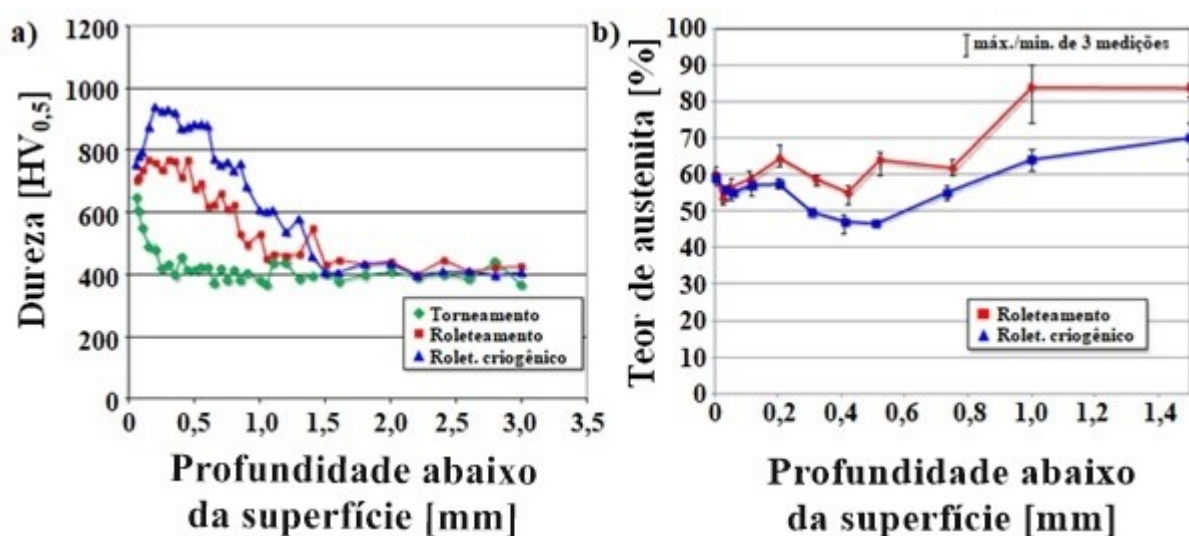 a)
Dureza [HV0,5]
1200
1000
800
600
400
200
0
0
0,5
1,0
1,5
2,0
2,5
3,0
3,5
Torneamento
Roleteamento
Rolet. criogênico
Profundidade abaixo
da superfície [mm]
b)
Teor de austenita [%]
100
90
80
70
60
50
40
30
20
10
0
0
0,2
0,4
0,6
0,8
1,0
1,2
1,4
máx./min. de 3 medições
Roleteamento
Rolet. criogênico
Profundidade abaixo
da superfície [mm]